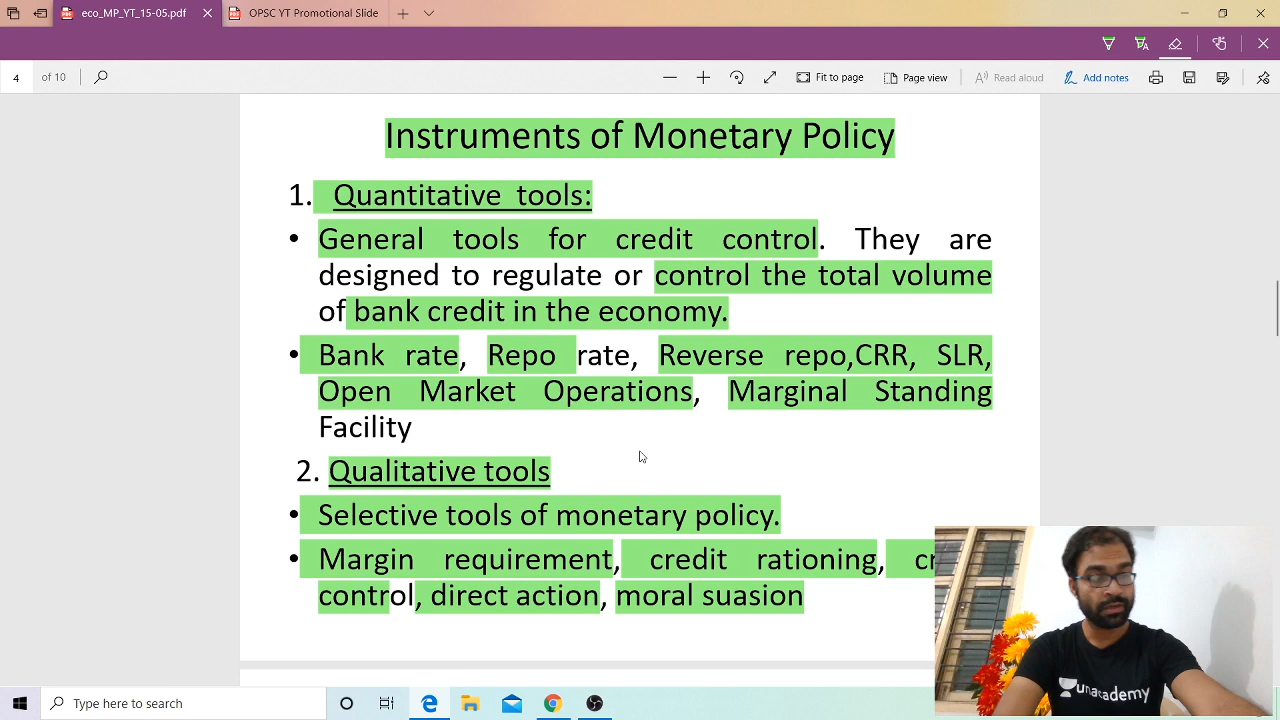 eco_MP_YT_15-05.pdf
OPSC YT Promotional Slide
4 of 10
Fit to page
Page view
Read aloud
Add notes
Instruments of Monetary Policy
1. Quantitative tools:
• General tools for credit control. They are
designed to regulate or control the total volume
of bank credit in the economy.
• Bank rate, Repo rate, Reverse repo,CRR, SLR,
Open Market Operations, Marginal Standing
Facility
2. Qualitative tools
• Selective tools of monetary policy.
• Margin requirement, credit rationing,
control, direct action, moral suasion
unacademy
Type here to search